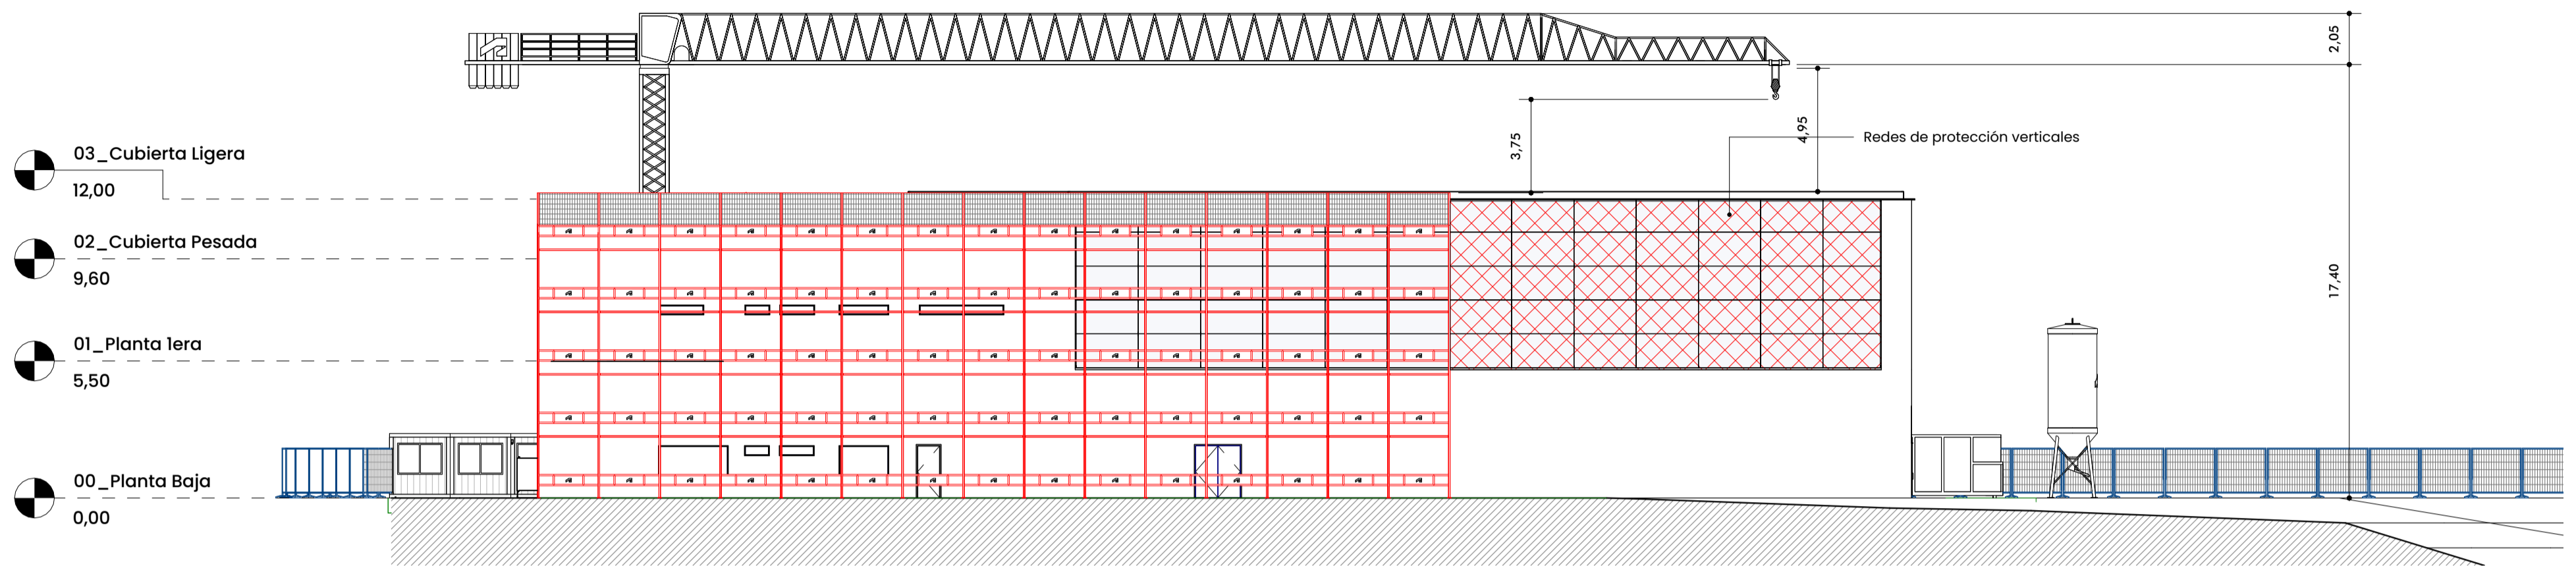 2,05
3,75
4,95
Redes de protección verticales
03_Cubierta Ligera
12,00
02_Cubierta Pesada
9,60
17,40
01_Planta 1era
5,50
00_Planta Baja
0,00